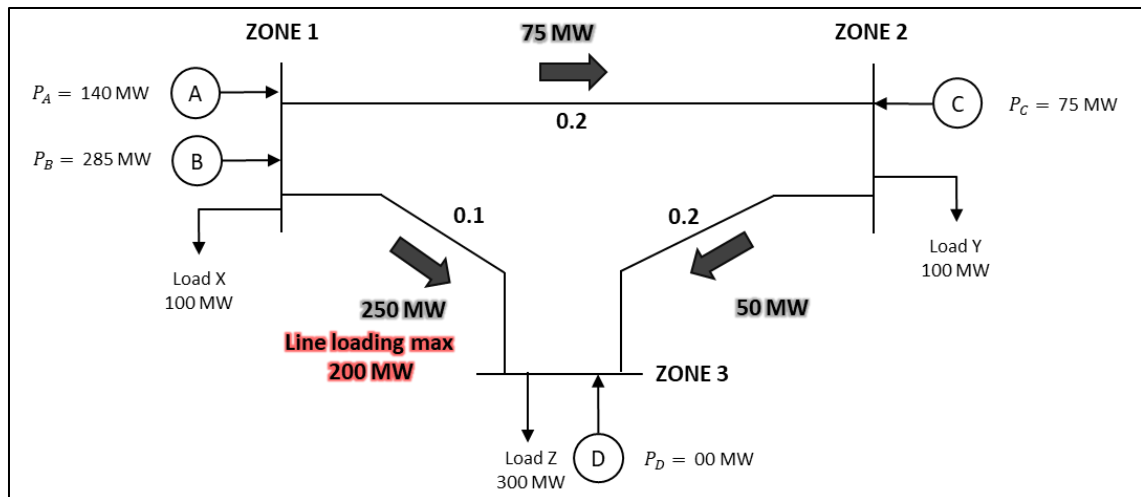 ZONE 1
75 MW
ZONE 2
P_A = 140 MW
A
C
P_C = 75 MW
0.2
P_B = 285 MW
B
0.1
0.2
Load X
100 MW
Load Y
100 MW
250 MW
50 MW
Line loading max
200 MW
ZONE 3
Load Z
300 MW
D
P_D = 00 MW